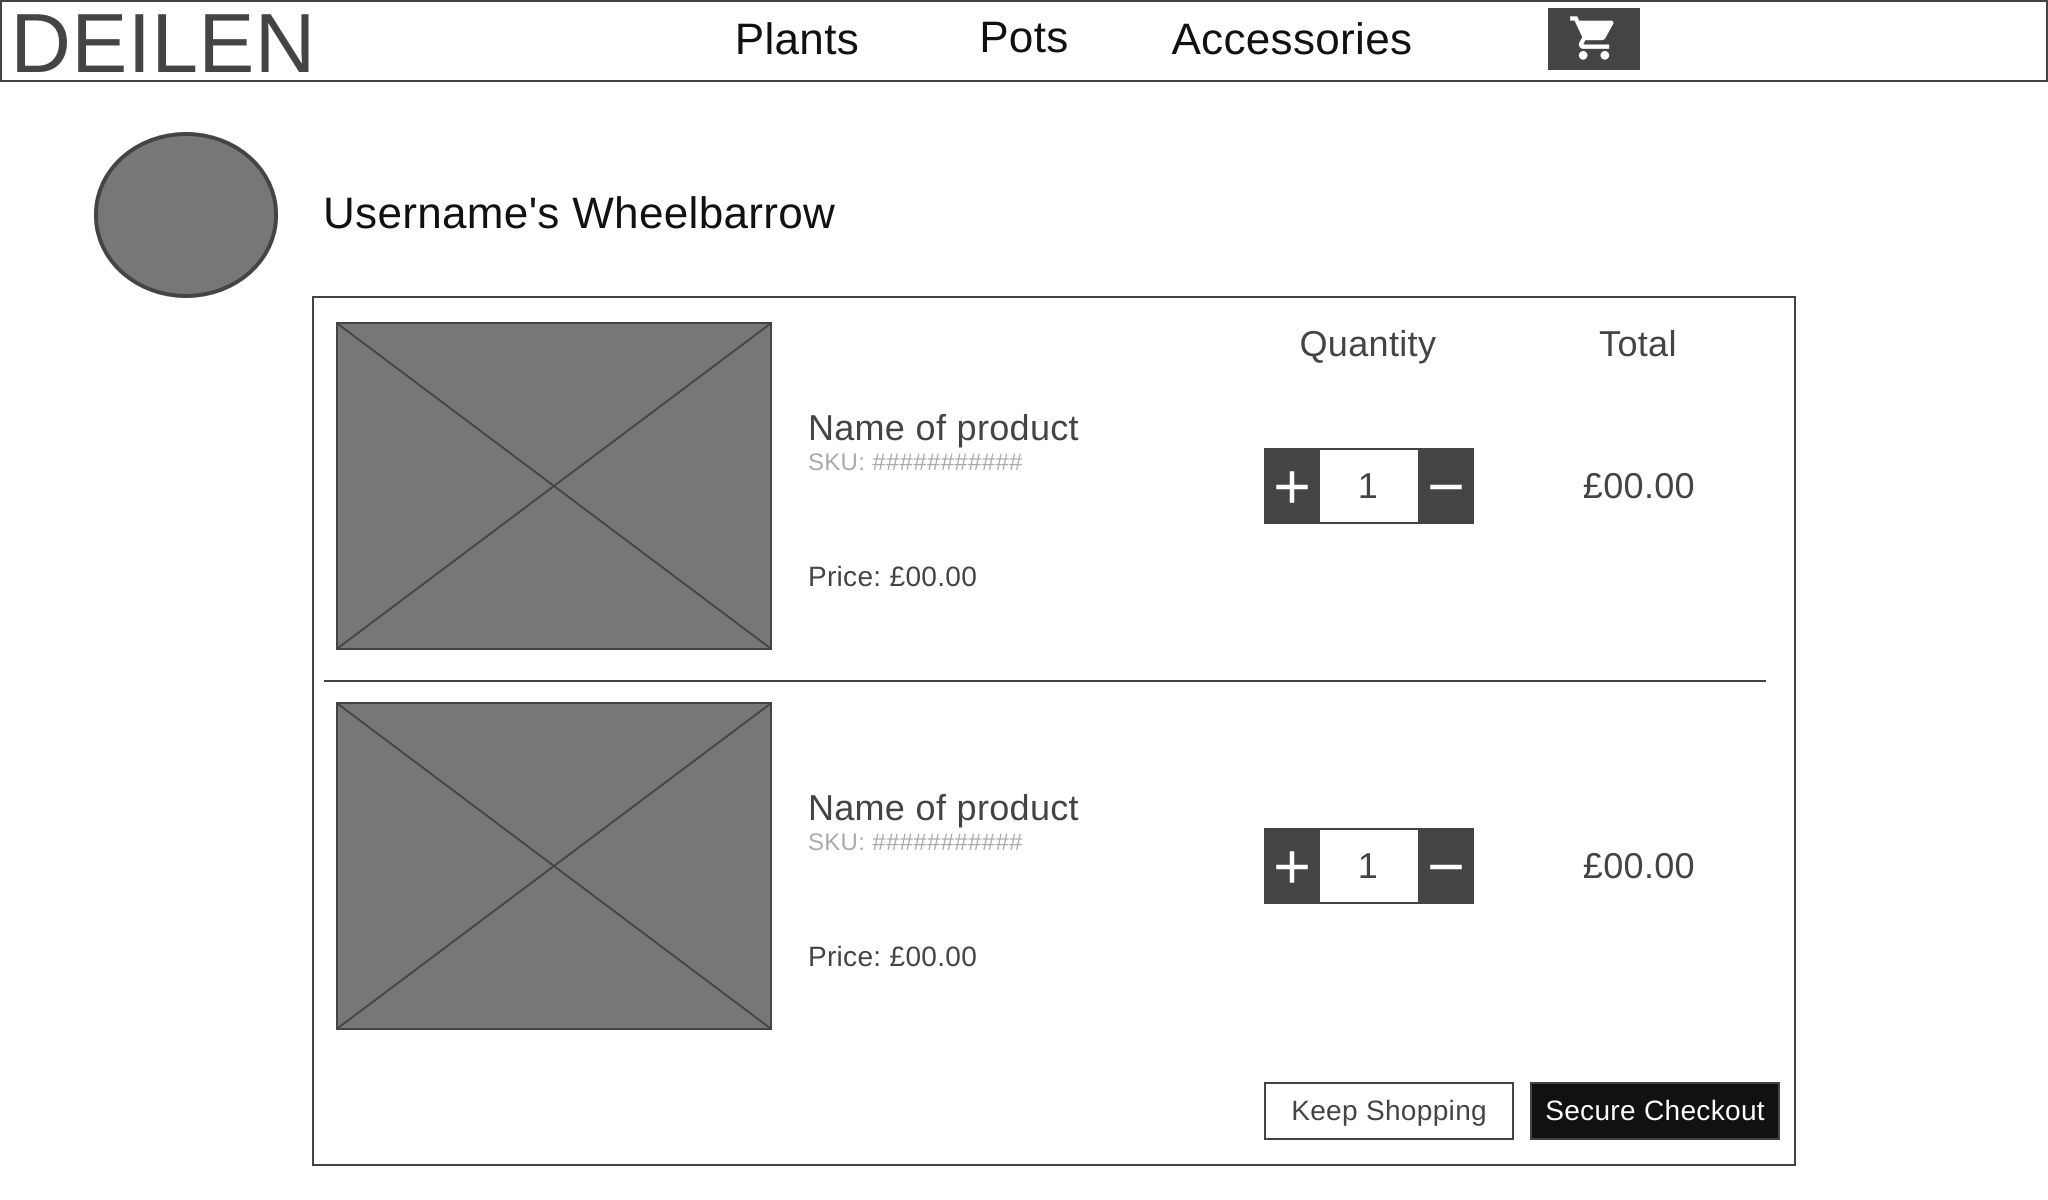 DEILEN
Plants
Pots
Accessories
Username's Wheelbarrow
Quantity
Total
Name of product
SKU: ###########
Price: £00.00
+ 1 −
£00.00
Name of product
SKU: ###########
Price: £00.00
+ 1 −
£00.00
Keep Shopping
Secure Checkout